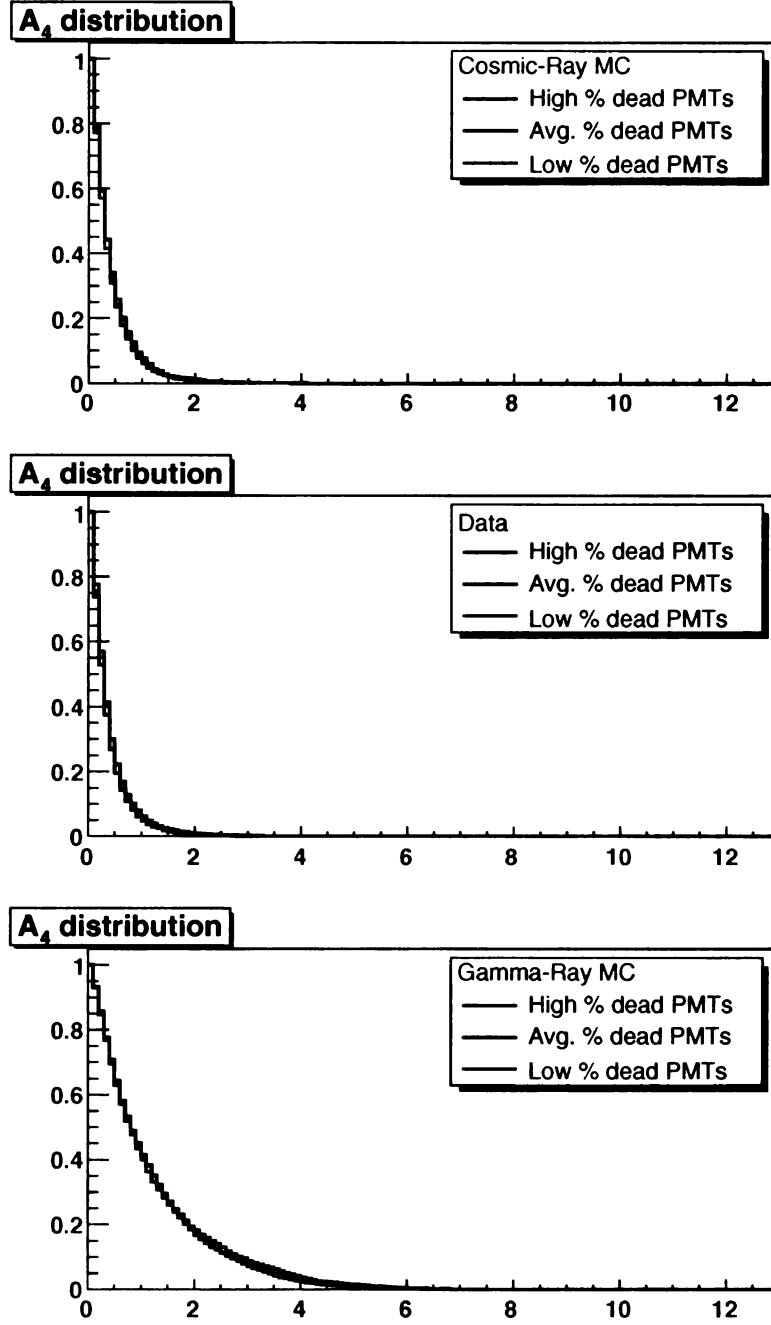 A₄ distribution
1
0.8
0.6
0.4
0.2
0
0 2 4 6 8 10 12
Cosmic-Ray MC
High % dead PMTs
Avg. % dead PMTs
Low % dead PMTs
A₄ distribution
1
0.8
0.6
0.4
0.2
0
0 2 4 6 8 10 12
Data
High % dead PMTs
Avg. % dead PMTs
Low % dead PMTs
A₄ distribution
1
0.8
0.6
0.4
0.2
0
0 2 4 6 8 10 12
Gamma-Ray MC
High % dead PMTs
Avg. % dead PMTs
Low % dead PMTs